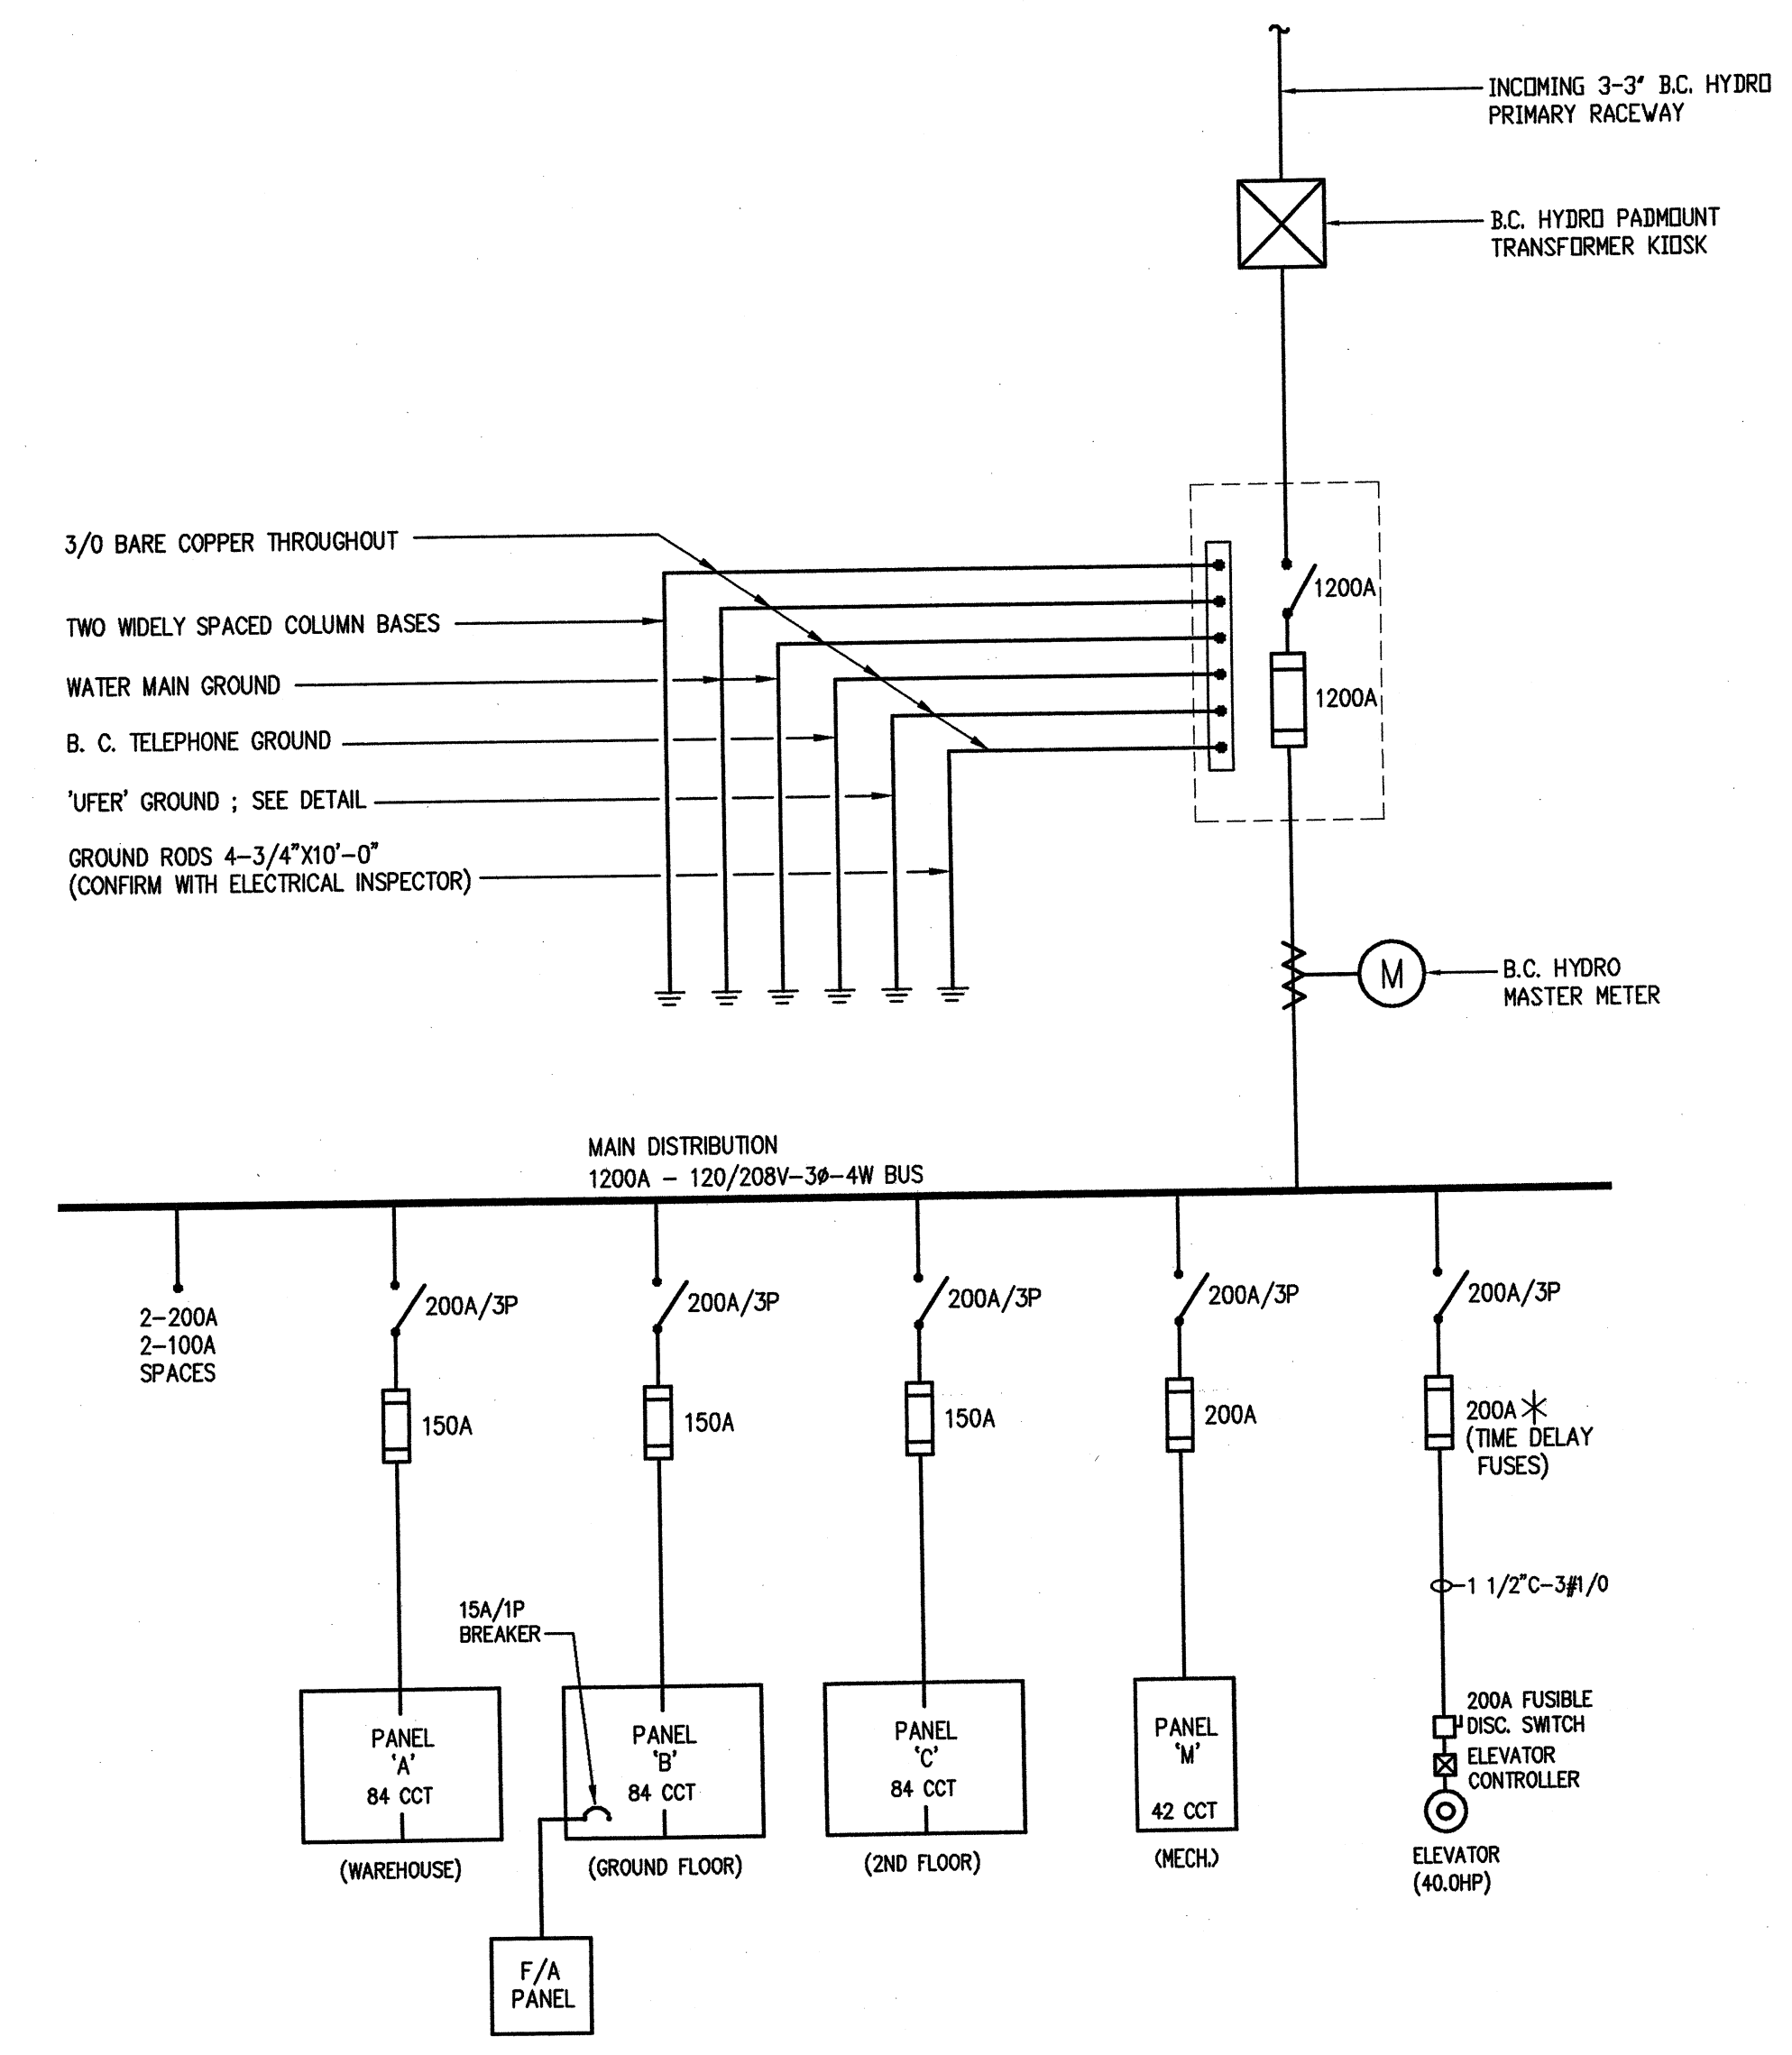 INCOMING 3-3" B.C. HYDRO
PRIMARY RACEWAY
B.C. HYDRO PADMOUNT
TRANSFORMER KIOSK
3/0 BARE COPPER THROUGHOUT
TWO WIDELY SPACED COLUMN BASES
WATER MAIN GROUND
B. C. TELEPHONE GROUND
'UFER' GROUND ; SEE DETAIL
GROUND RODS 4-3/4"X10'-0"
(CONFIRM WITH ELECTRICAL INSPECTOR)
1200A
1200A
M
B.C. HYDRO
MASTER METER
MAIN DISTRIBUTION
1200A - 120/208V-3ø-4W BUS
2-200A
2-100A
SPACES
200A/3P
200A/3P
200A/3P
200A/3P
200A/3P
150A
150A
150A
200A
200A*
(TIME DELAY
FUSES)
1 1/2"C-3#1/0
15A/1P
BREAKER
PANEL
'A'
84 CCT
(WAREHOUSE)
PANEL
'B'
84 CCT
(GROUND FLOOR)
PANEL
'C'
84 CCT
(2ND FLOOR)
PANEL
'M'
42 CCT
(MECH.)
200A FUSIBLE
DISC. SWITCH
ELEVATOR
CONTROLLER
ELEVATOR
(40.0HP)
F/A
PANEL